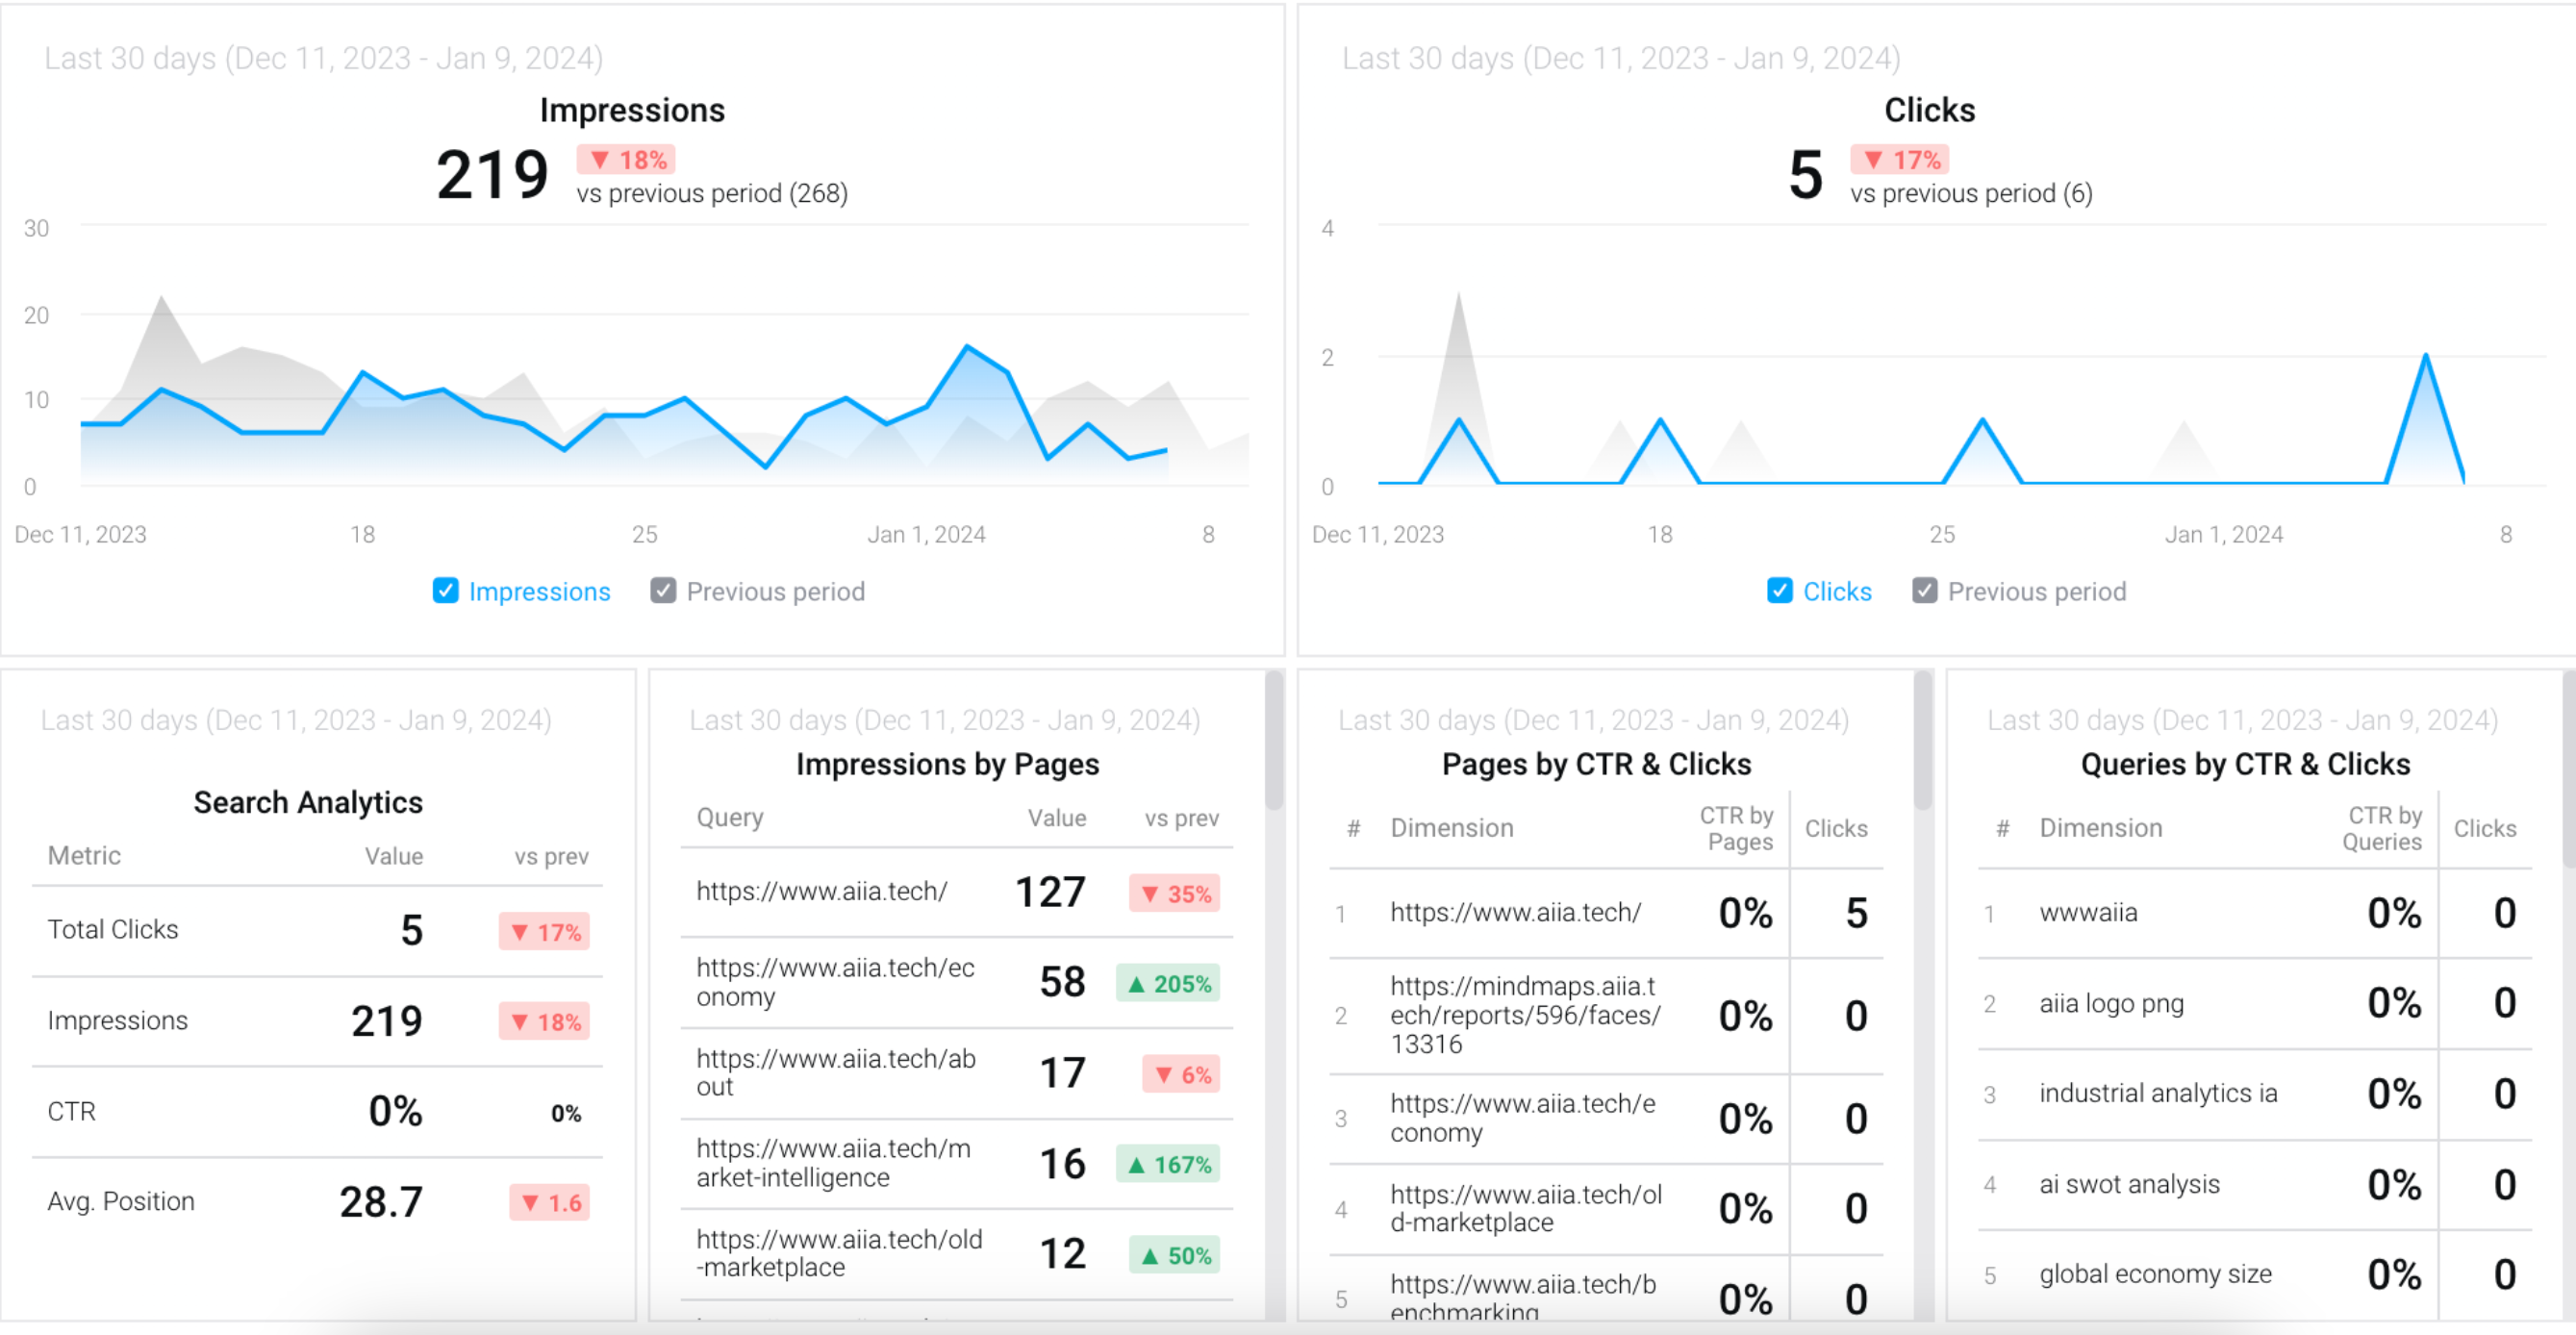 Last 30 days (Dec 11, 2023 - Jan 9, 2024)
Impressions
219
▼ 18%
vs previous period (268)
30
20
10
0
Dec 11, 2023 18 25 Jan 1, 2024 8
Impressions Previous period
Last 30 days (Dec 11, 2023 - Jan 9, 2024)
Clicks
5
▼ 17%
vs previous period (6)
4
2
0
Dec 11, 2023 18 25 Jan 1, 2024 8
Clicks Previous period
Last 30 days (Dec 11, 2023 - Jan 9, 2024)
Search Analytics
Metric Value vs prev
Total Clicks 5 ▼ 17%
Impressions 219 ▼ 18%
CTR 0% 0%
Avg. Position 28.7 ▼ 1.6
Last 30 days (Dec 11, 2023 - Jan 9, 2024)
Impressions by Pages
Query Value vs prev
https://www.aiia.tech/ 127 ▼ 35%
https://www.aiia.tech/ec
onomy 58 ▲ 205%
https://www.aiia.tech/ab
out 17 ▼ 6%
https://www.aiia.tech/m
arket-intelligence 16 ▲ 167%
https://www.aiia.tech/old
-marketplace 12 ▲ 50%
Last 30 days (Dec 11, 2023 - Jan 9, 2024)
Pages by CTR & Clicks
# Dimension CTR by
Pages Clicks
1 https://www.aiia.tech/ 0% 5
2 https://mindmaps.aiia.t
ech/reports/596/faces/
13316 0% 0
3 https://www.aiia.tech/e
conomy 0% 0
4 https://www.aiia.tech/ol
d-marketplace 0% 0
5 https://www.aiia.tech/b
enchmarking 0% 0
Last 30 days (Dec 11, 2023 - Jan 9, 2024)
Queries by CTR & Clicks
# Dimension CTR by
Queries Clicks
1 wwwaiia 0% 0
2 aiia logo png 0% 0
3 industrial analytics ia 0% 0
4 ai swot analysis 0% 0
5 global economy size 0% 0